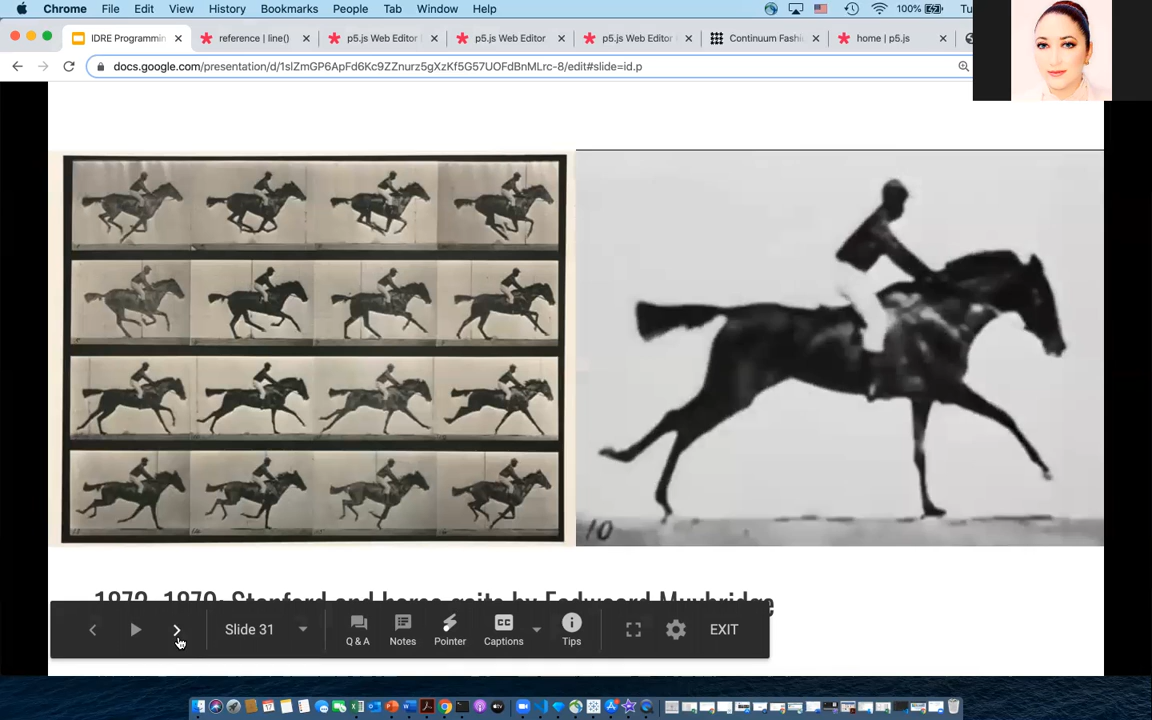 Chrome File Edit View History Bookmarks People Tab Window Help 100% Tu
IDRE Programmin reference | line() p5.js Web Editor p5.js Web Editor p5.js Web Editor Continuum Fashi home | p5.js
docs.google.com/presentation/d/1slZmGP6ApFd6Kc9ZZnurz5gXzKf5G57UOFdBnMLrc-8/edit#slide=id.p
10
1872–1879: Stanford and horse gaits by Eadweard Muybridge
Slide 31
Q & A Notes Pointer Captions Tips EXIT